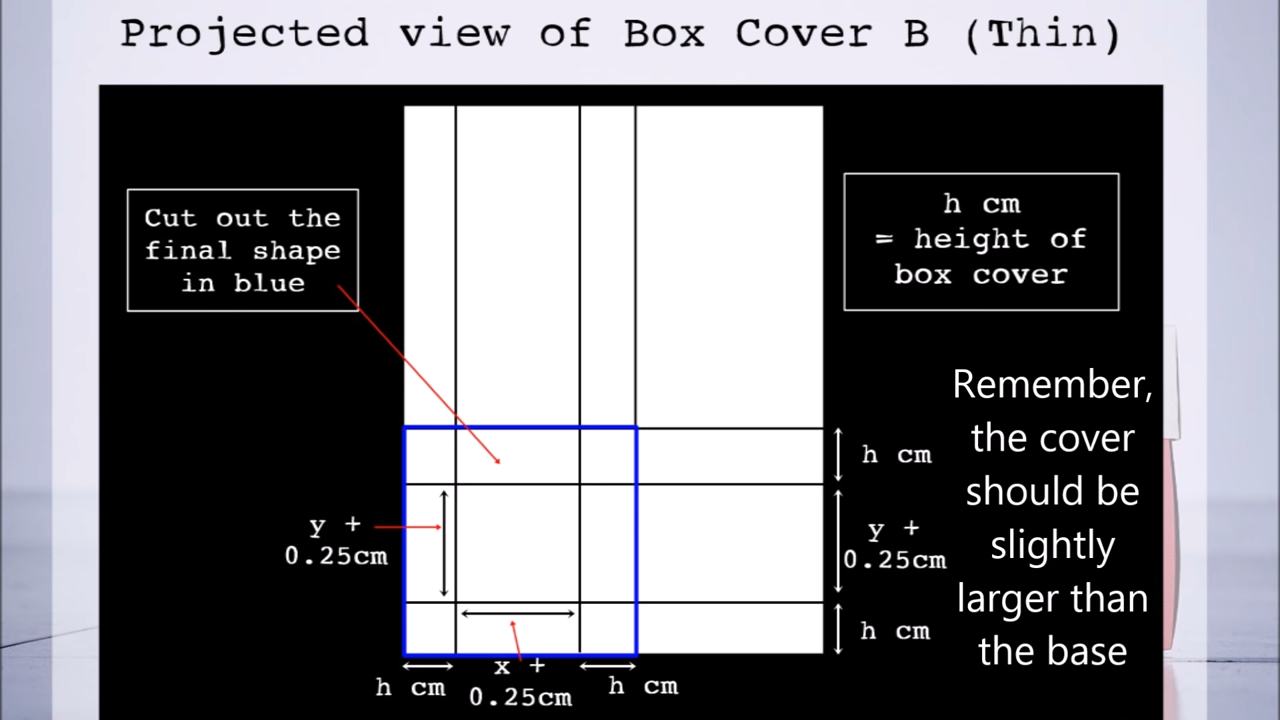 Projected view of Box Cover B (Thin)
Cut out the
final shape
in blue
h cm
= height of
box cover
Remember,
the cover
should be
slightly
larger than
the base
h cm
y +
0.25cm
y +
0.25cm
h cm
h cm
x +
0.25cm
h cm